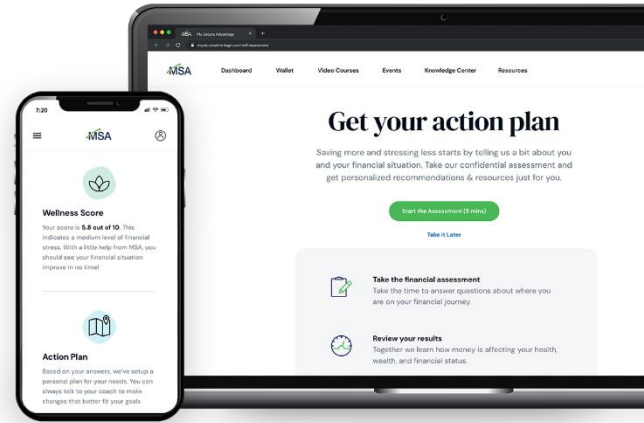 7:20
MSA
Wellness Score
Your score is 5.8 out of 10. This
indicates a medium level of financial
stress. With a little help from MSA, you
should see your financial situation
improve in no time!
Action Plan
Based on your answers, we've setup a
personal plan for your needs. You can
always talk to your coach to make
changes that better fit your goals.
MSA My Secure Advantage
MSA
Dashboard Wallet Video Courses Events Knowledge Center Resources
Get your action plan
Saving more and stressing less starts by telling us a bit about you
and your financial situation. Take our confidential assessment and
get personalized recommendations & resources just for you.
Start the Assessment (5 mins)
Take it Later
Take the financial assessment
Take the time to answer questions about where you
are on your financial journey.
Review your results
Together we learn how money is affecting your health,
wealth, and financial status.